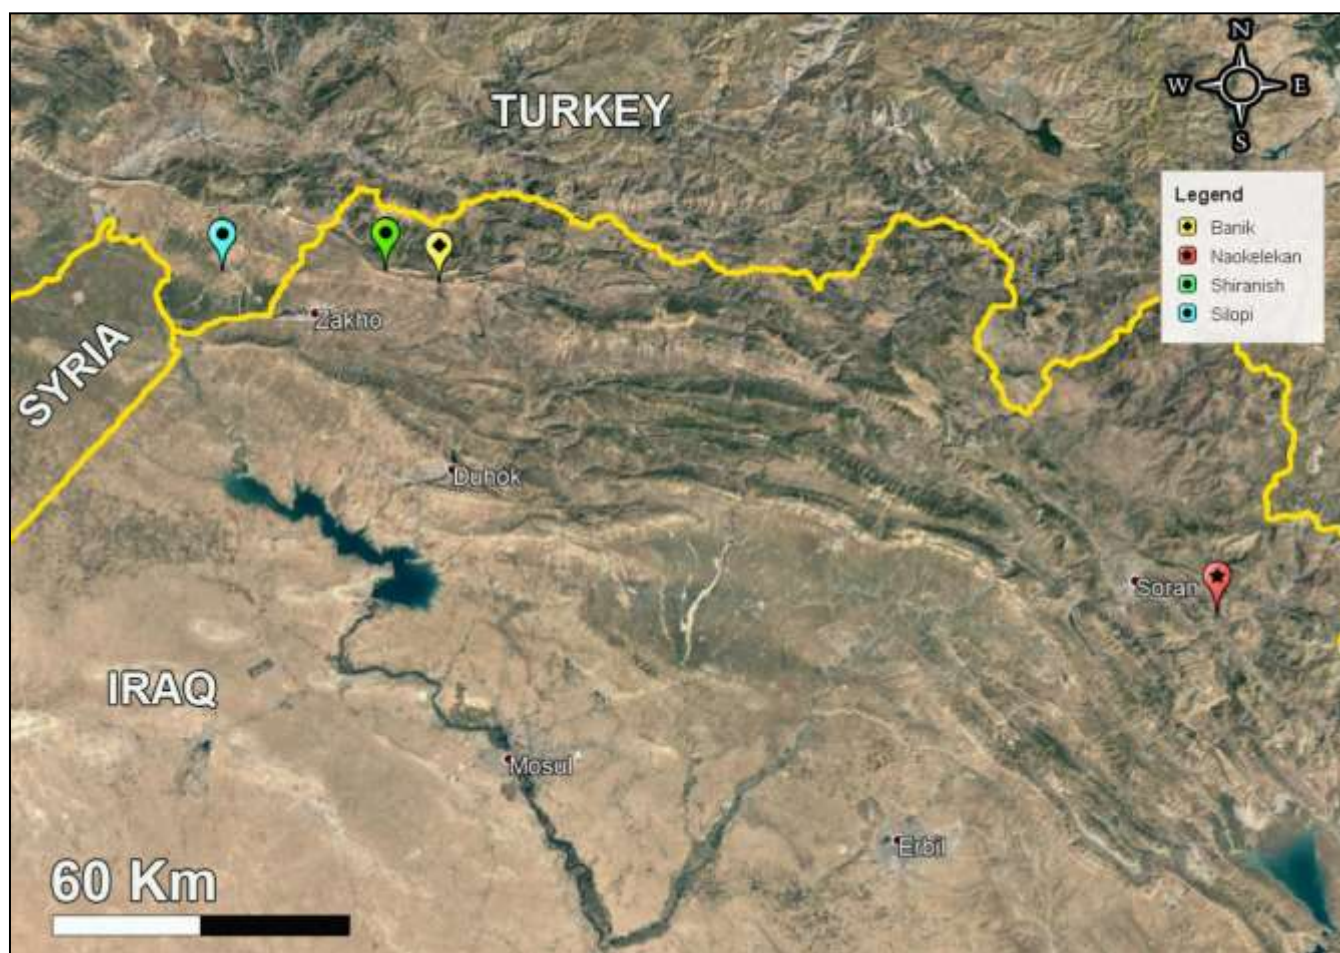 N
TURKEY
W
E
S
Legend
Banik
Naokelekan
Shiranish
Silopi
Zakho
SYRIA
Duhok
Soran
IRAQ
Mosul
Erbil
60 Km